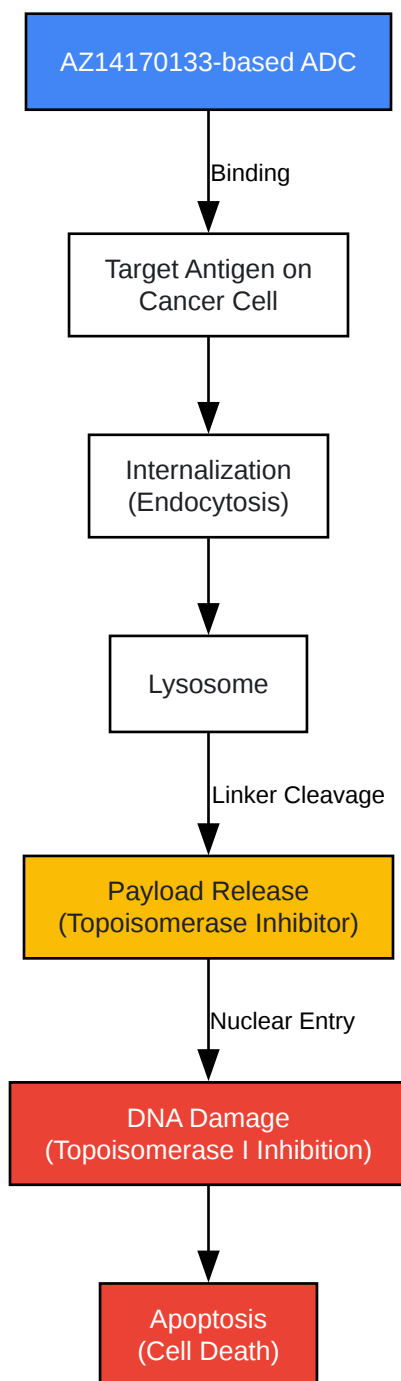 AZ14170133-based ADC
Binding
Target Antigen on
Cancer Cell
Internalization
(Endocytosis)
Lysosome
Linker Cleavage
Payload Release
(Topoisomerase Inhibitor)
Nuclear Entry
DNA Damage
(Topoisomerase I Inhibition)
Apoptosis
(Cell Death)